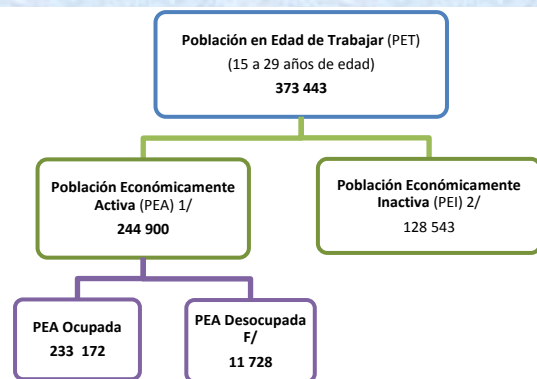 Población en Edad de Trabajar (PET)
(15 a 29 años de edad)
373 443
Población Económicamente
Activa (PEA) 1/
244 900
Población Económicamente
Inactiva (PEI) 2/
128 543
PEA Ocupada
233 172
PEA Desocupada
F/
11 728